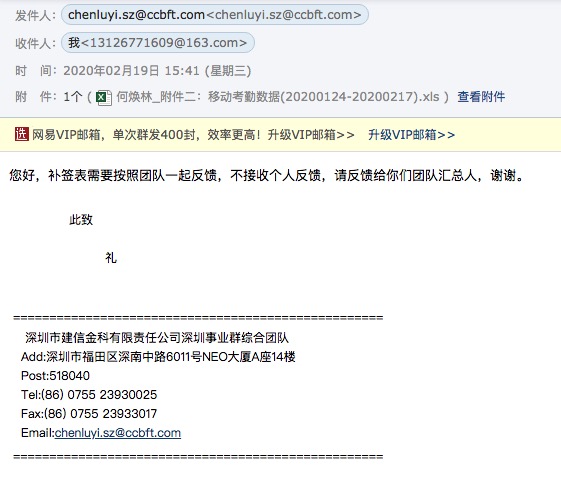 发件人：chenluyi.sz@ccbft.com<chenluyi.sz@ccbft.com>
收件人：我<13126771609@163.com>
时 间：2020年02月19日 15:41 (星期三)
附 件：1个 ( 何焕林_附件二：移动考勤数据(20200124-20200217).xls ) 查看附件
选 网易VIP邮箱，单次群发400封，效率更高！升级VIP邮箱>> 升级VIP邮箱>>
您好，补签表需要按照团队一起反馈，不接收个人反馈，请反馈给你们团队汇总人，谢谢。
此致
礼
====================================================
深圳市建信金科有限责任公司深圳事业群综合团队
Add:深圳市福田区深南中路6011号NEO大厦A座14楼
Post:518040
Tel:(86) 0755 23930025
Fax:(86) 0755 23933017
Email:chenluyi.sz@ccbft.com
====================================================